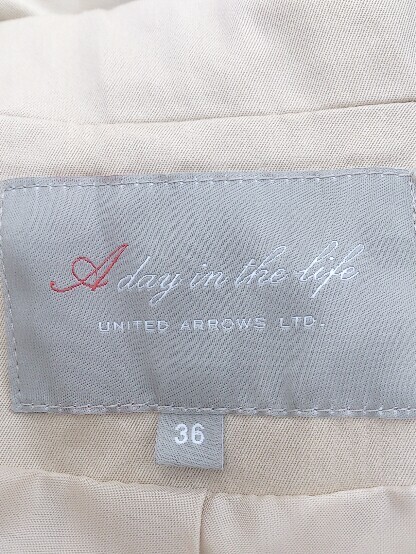 A day in the life
UNITED ARROWS LTD.
36